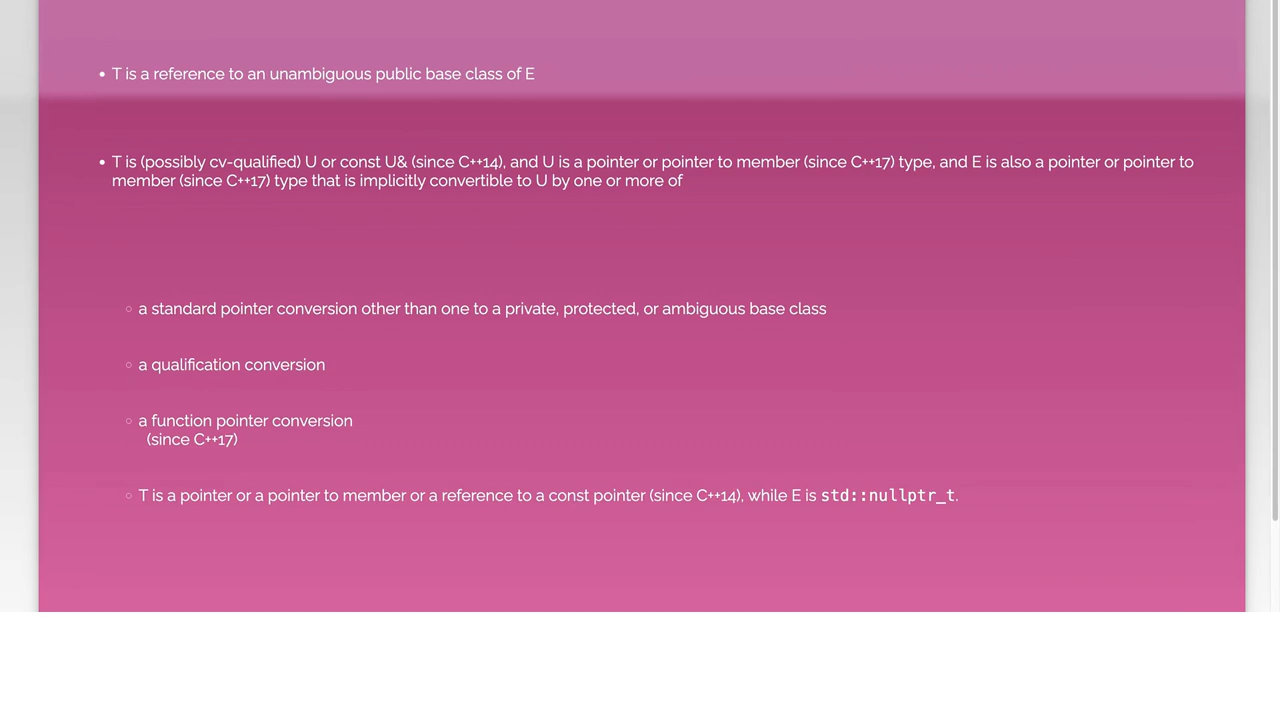 • T is a reference to an unambiguous public base class of E
• T is (possibly cv-qualified) U or const U& (since C++14), and U is a pointer or pointer to member (since C++17) type, and E is also a pointer or pointer to
member (since C++17) type that is implicitly convertible to U by one or more of
○ a standard pointer conversion other than one to a private, protected, or ambiguous base class
○ a qualification conversion
○ a function pointer conversion
(since C++17)
○ T is a pointer or a pointer to member or a reference to a const pointer (since C++14), while E is std::nullptr_t.